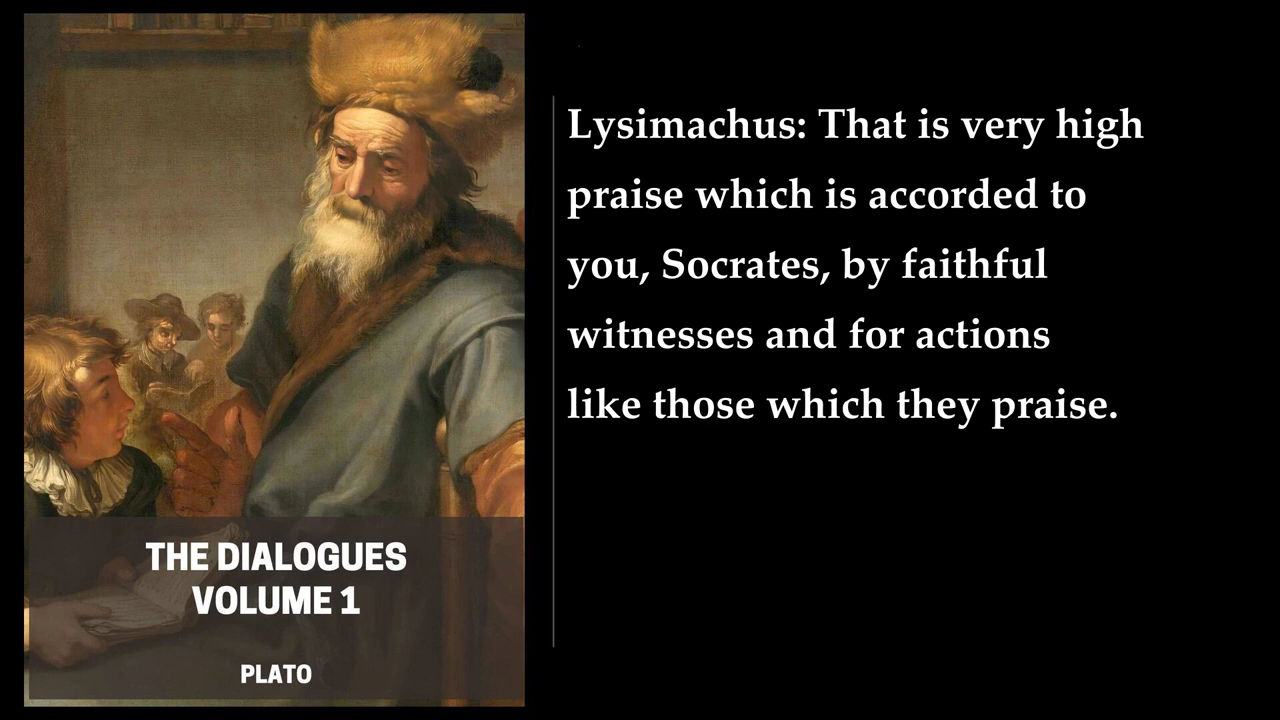 Lysimachus: That is very high
praise which is accorded to
you, Socrates, by faithful
witnesses and for actions
like those which they praise.
THE DIALOGUES
VOLUME 1
PLATO